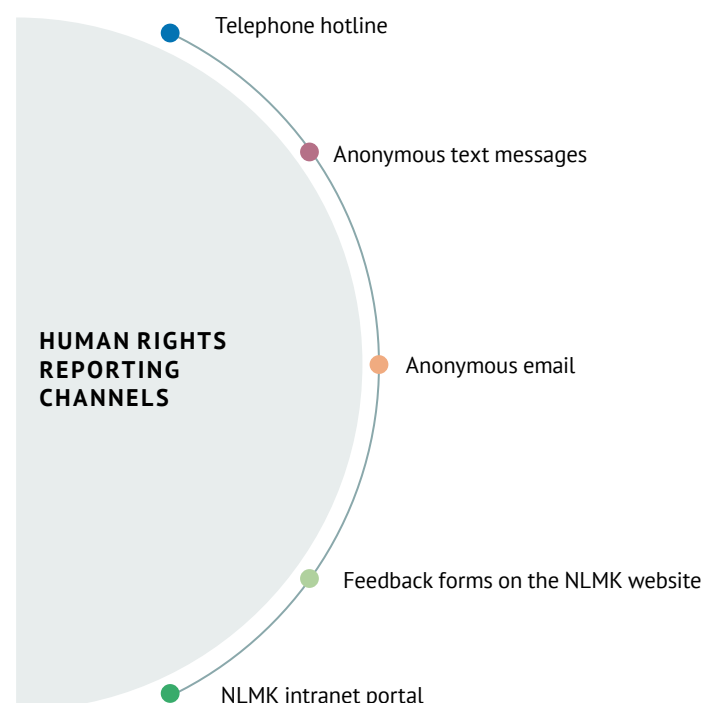 Telephone hotline
Anonymous text messages
HUMAN RIGHTS
REPORTING
CHANNELS
Anonymous email
Feedback forms on the NLMK website
NLMK intranet portal